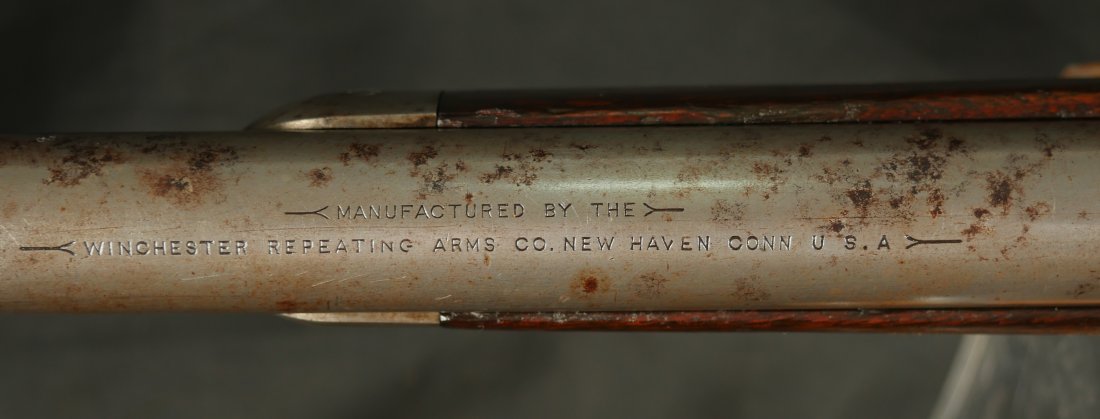 MANUFACTURED BY THE
WINCHESTER REPEATING ARMS CO. NEW HAVEN CONN U S. A